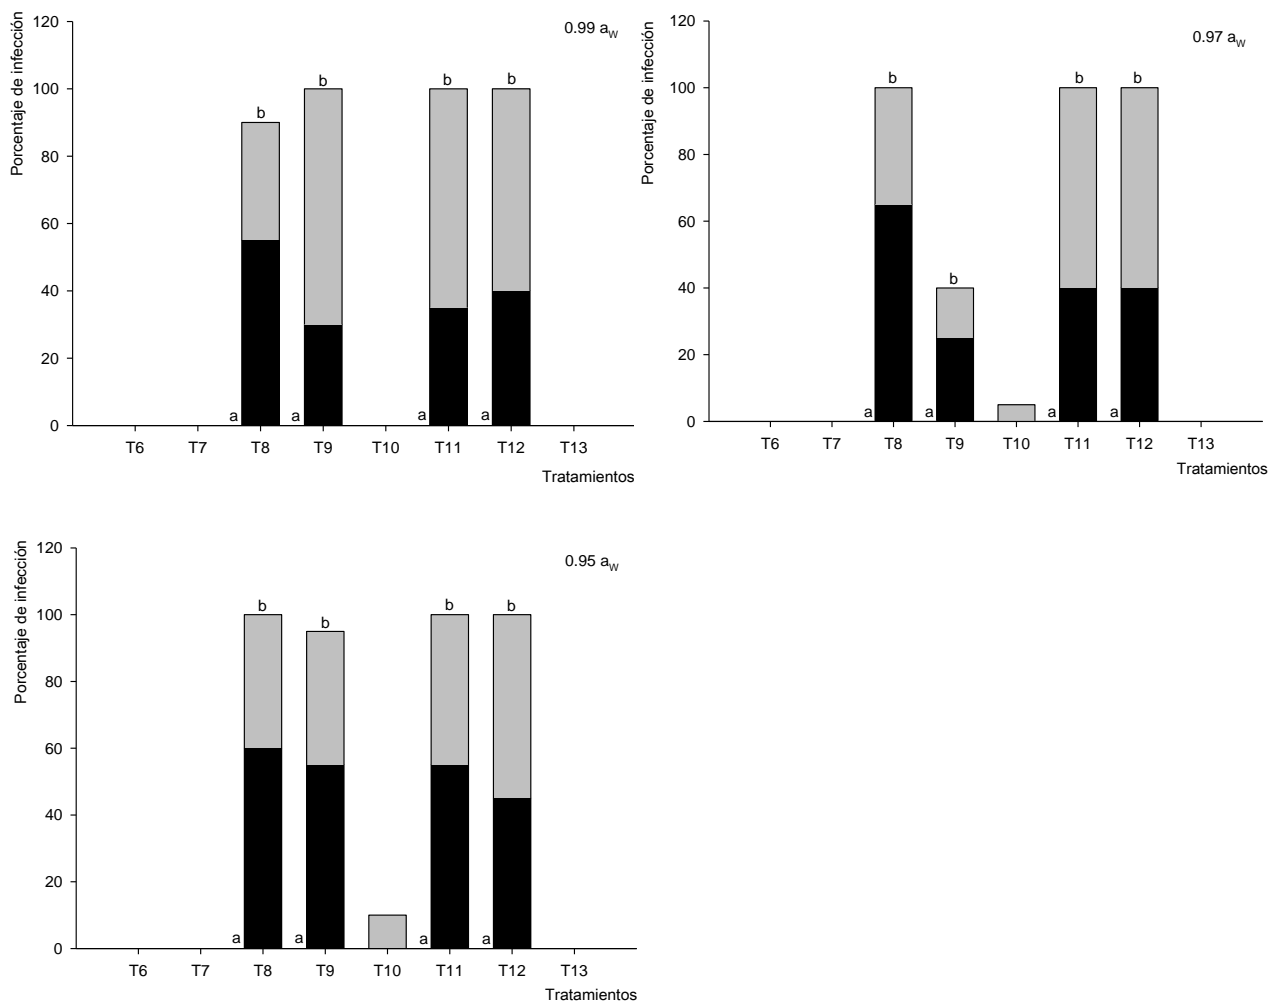 Porcentaje de infección
120
100
80
60
40
20
0
0.99 aW
b
b
b
b
a
a
a
a
T6 T7 T8 T9 T10 T11 T12 T13
Tratamientos
Porcentaje de infección
120
100
80
60
40
20
0
0.97 aW
b
b
b
b
a
a
a
a
T6 T7 T8 T9 T10 T11 T12 T13
Tratamientos
Porcentaje de infección
120
100
80
60
40
20
0
0.95 aW
b
b
b
b
a
a
a
a
T6 T7 T8 T9 T10 T11 T12 T13
Tratamientos